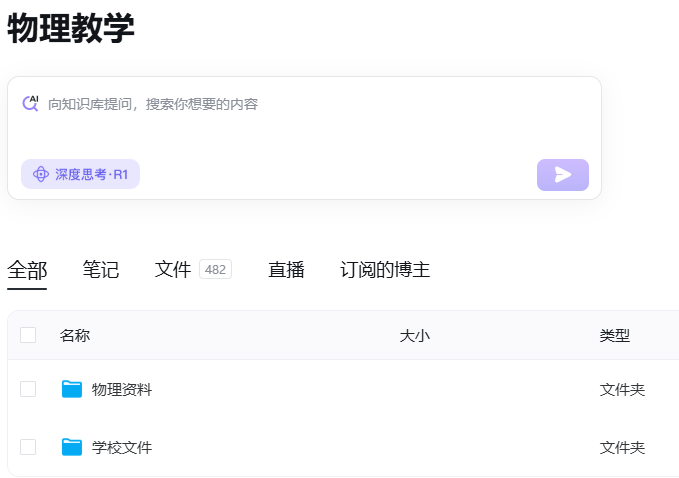 物理教学
AI 向知识库提问，搜索你想要的内容
深度思考·R1
全部 笔记 文件 482 直播 订阅的博主
名称 大小 类型
物理资料 文件夹
学校文件 文件夹